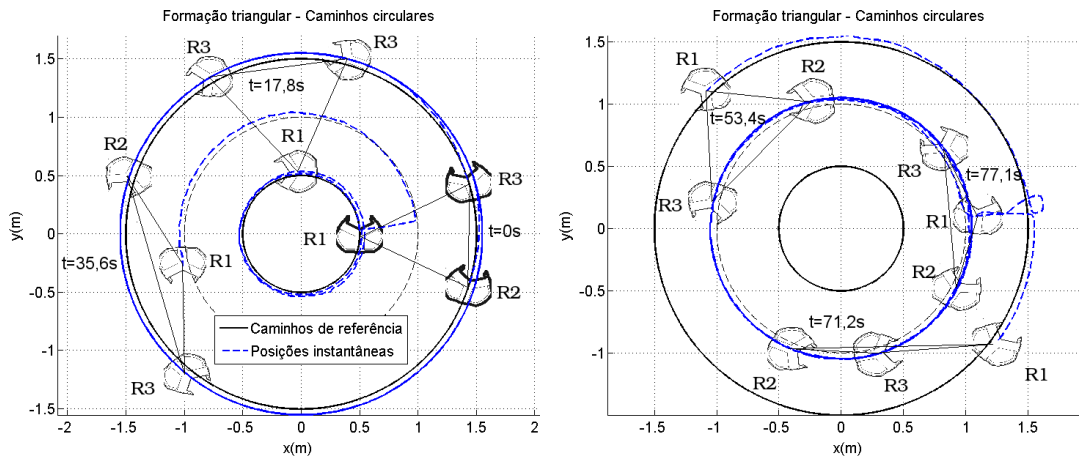 Formação triangular - Caminhos circulares
R3
R3
t=17,8s
R1
R2
R3
R1
t=0s
t=35,6s
R1
R2
R3
Caminhos de referência
Posições instantâneas
1.5
1
0.5
0
-0.5
-1
-1.5
-2
-1.5
-1
-0.5
0
0.5
1
1.5
2
y(m)
x(m)
Formação triangular - Caminhos circulares
R1
R2
t=53,4s
R3
t=77,1s
R3
R1
R2
t=71,2s
R2
R3
R1
1.5
1
0.5
0
-0.5
-1
-1.5
-1
-0.5
0
0.5
1
1.5
y(m)
x(m)